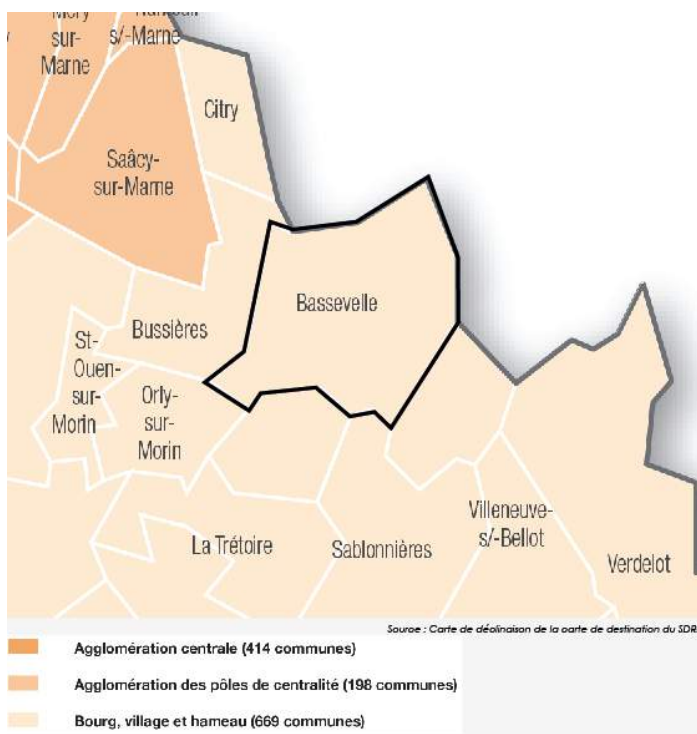 Méry-
sur-
Marne
Nanteuil
s/-Marne
Citry
Saâcy-
sur-Marne
Bassevelle
Bussières
St-
Ouen-
sur-
Morin
Orly-
sur-
Morin
Villeneuve-
s/-Bellot
La Trétoire
Sablonnières
Verdelot
Source : Carte de déclinaison de la carte de destination du SDR
Agglomération centrale (414 communes)
Agglomération des pôles de centralité (198 communes)
Bourg, village et hameau (669 communes)